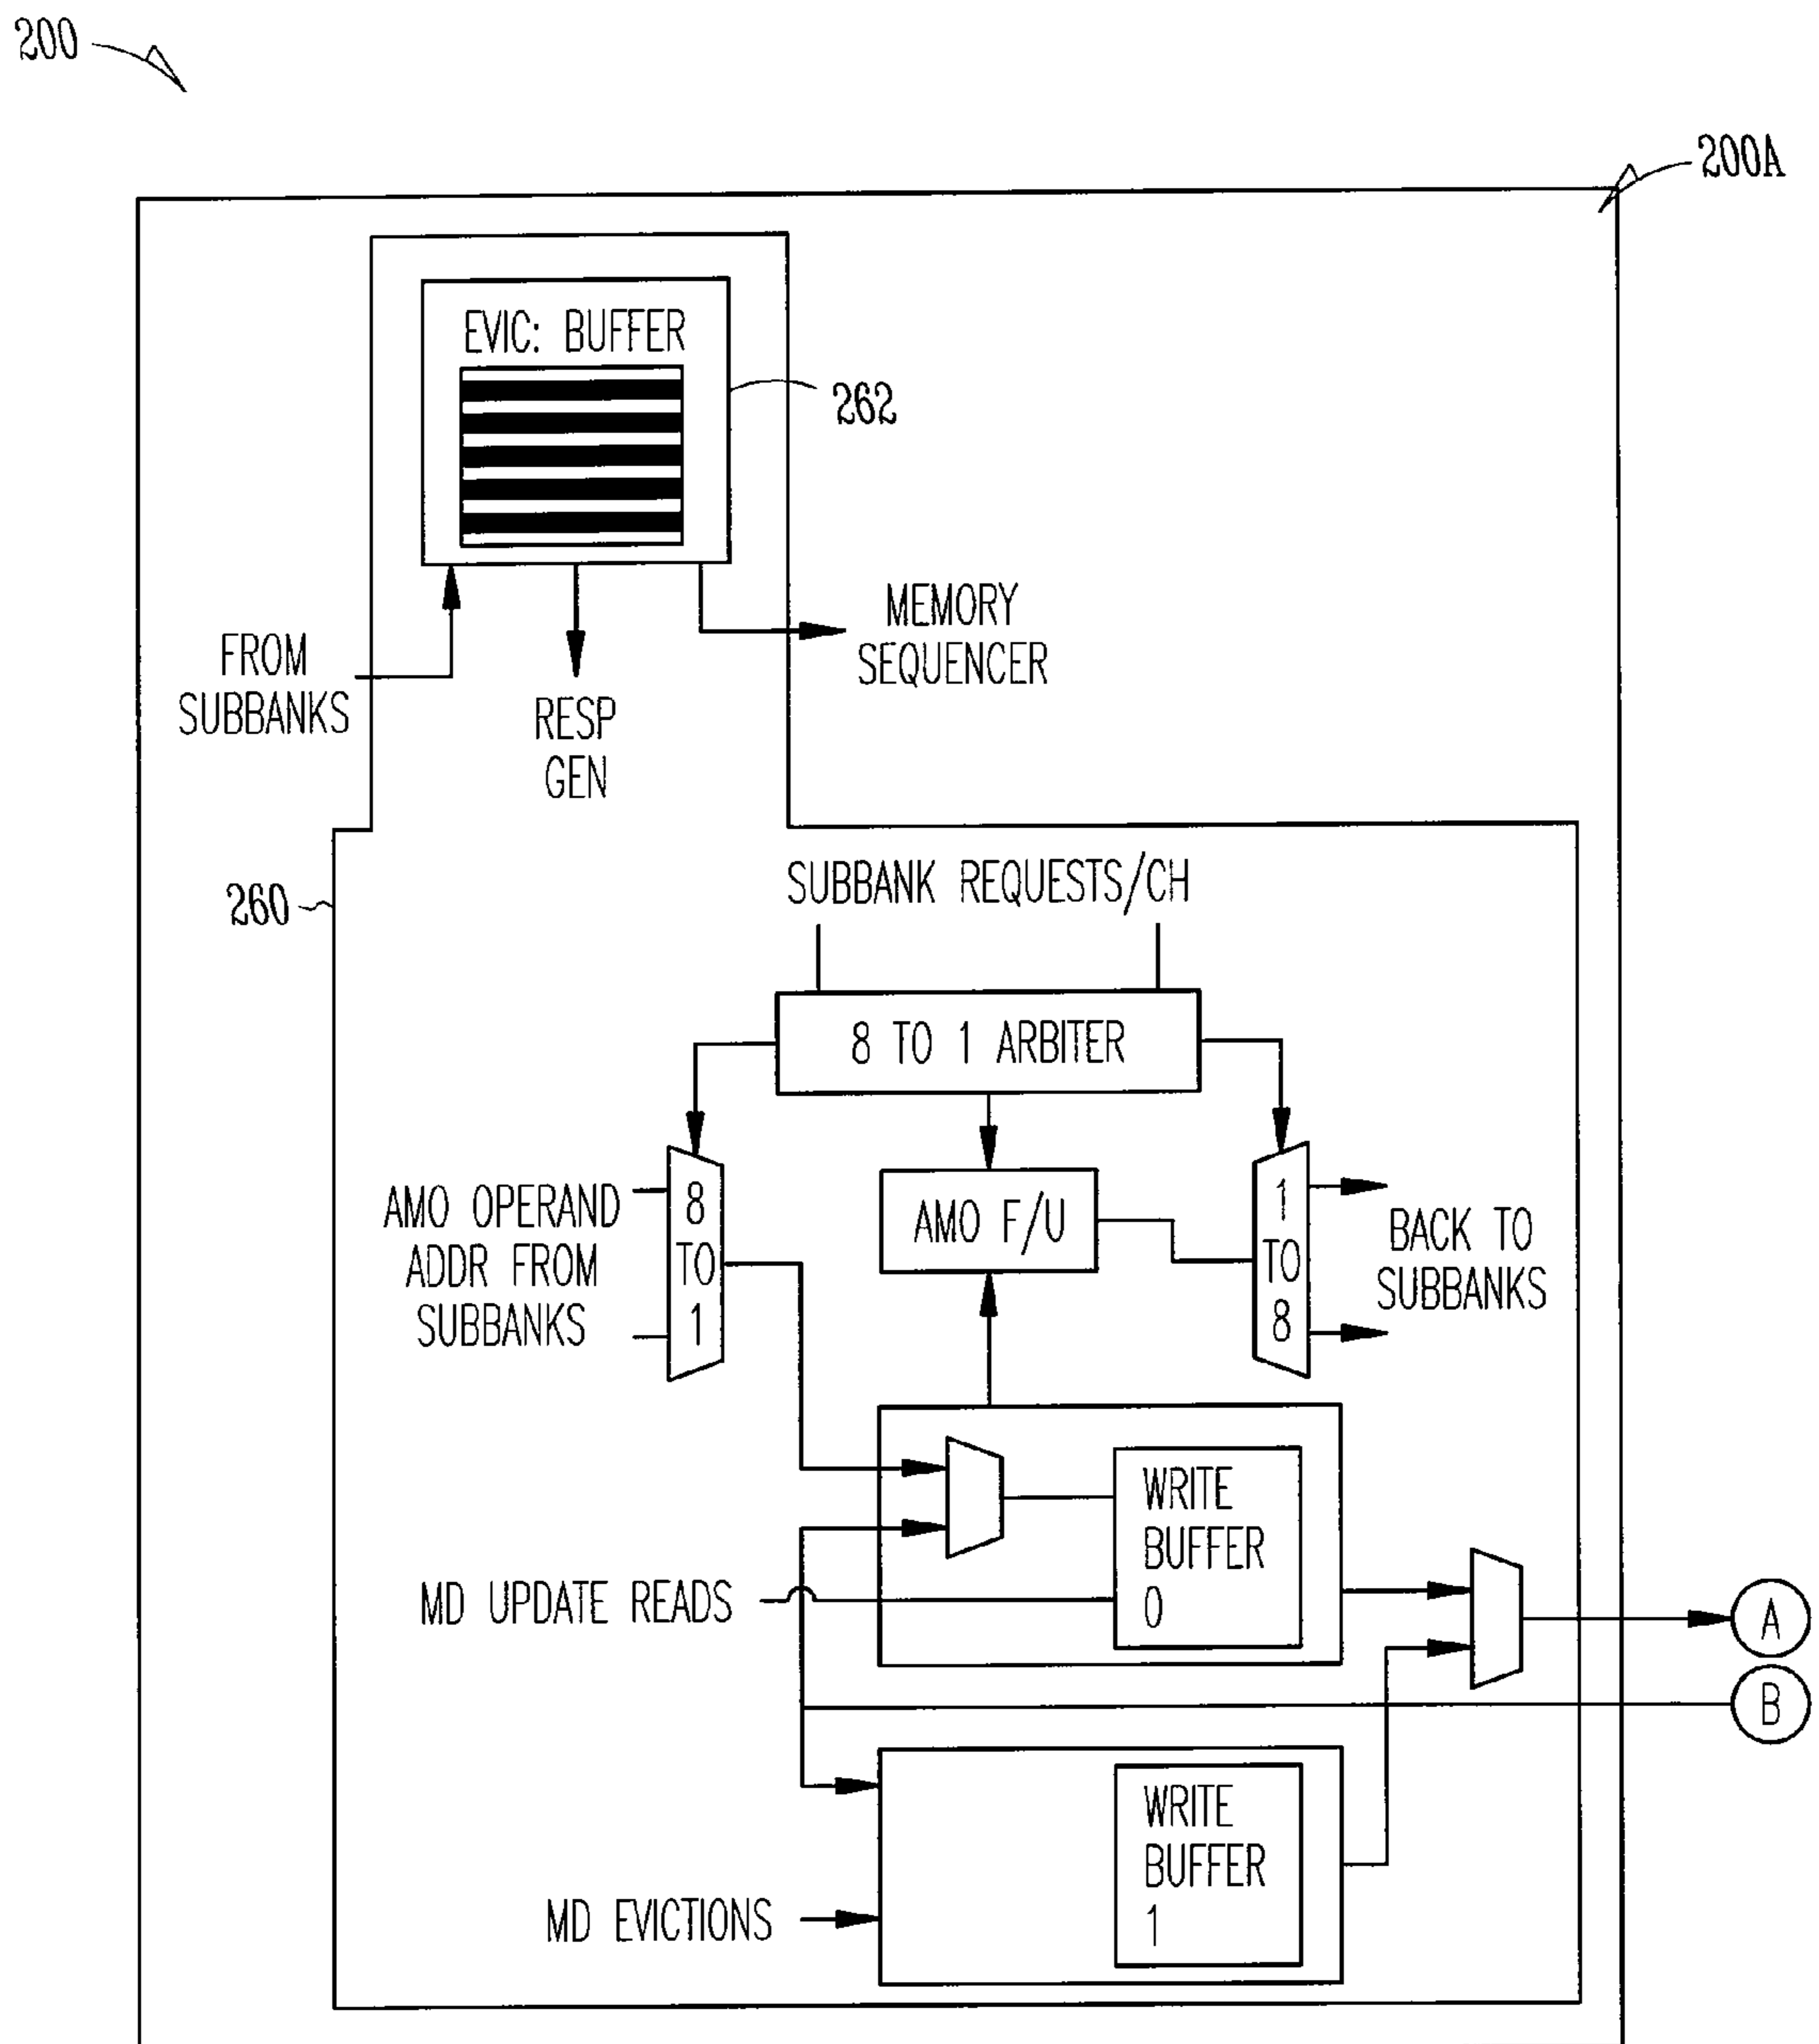 200
200A
EVIC: BUFFER
262
FROM
SUBBANKS
RESP
GEN
MEMORY
SEQUENCER
260
SUBBANK REQUESTS/CH
8 TO 1 ARBITER
AMO OPERAND
ADDR FROM
SUBBANKS
8
TO
1
AMO F/U
1
TO
8
BACK TO
SUBBANKS
WRITE
BUFFER
0
MD UPDATE READS
A
B
WRITE
BUFFER
1
MD EVICTIONS